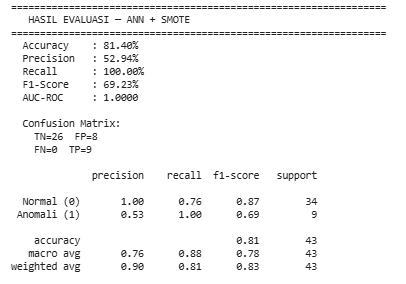 ================================================================
HASIL EVALUASI — ANN + SMOTE
================================================================
Accuracy : 81.40%
Precision : 52.94%
Recall : 100.00%
F1-Score : 69.23%
AUC-ROC : 1.0000
Confusion Matrix:
TN=26 FP=8
FN=0 TP=9
precision recall f1-score support
Normal (0) 1.00 0.76 0.87 34
Anomali (1) 0.53 1.00 0.69 9
accuracy 0.81 43
macro avg 0.76 0.88 0.78 43
weighted avg 0.90 0.81 0.83 43